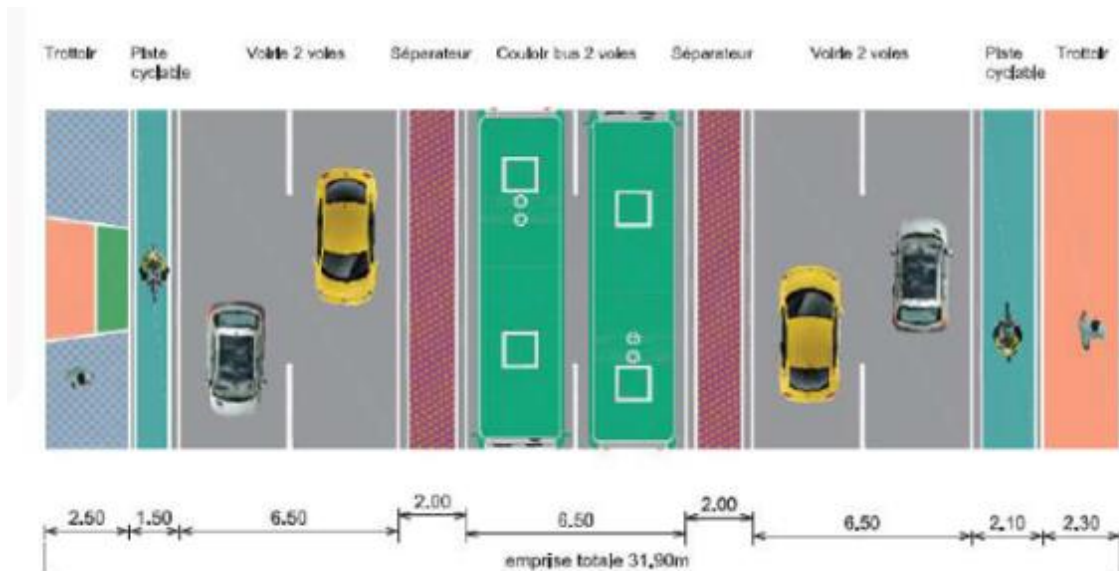 Trottoir
Piste
cyclable
Voirie 2 voies
Séparateur
Couloir bus 2 voies
Séparateur
Voirie 2 voies
Piste
cyclable
Trottoir
2.50
1.50
6.50
2.00
6.50
2.00
6.50
2.10
2.30
emprise totale 31,90m